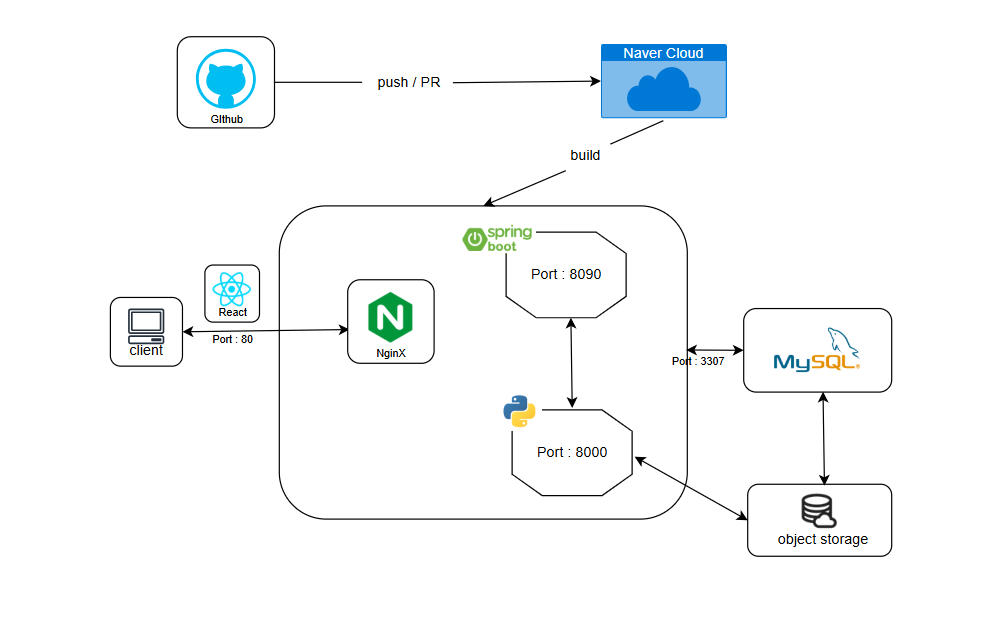 GIthub
push / PR
Naver Cloud
build
spring
boot
Port : 8090
React
client
Port : 80
NginX
Port : 3307
MySQL®
Port : 8000
object storage